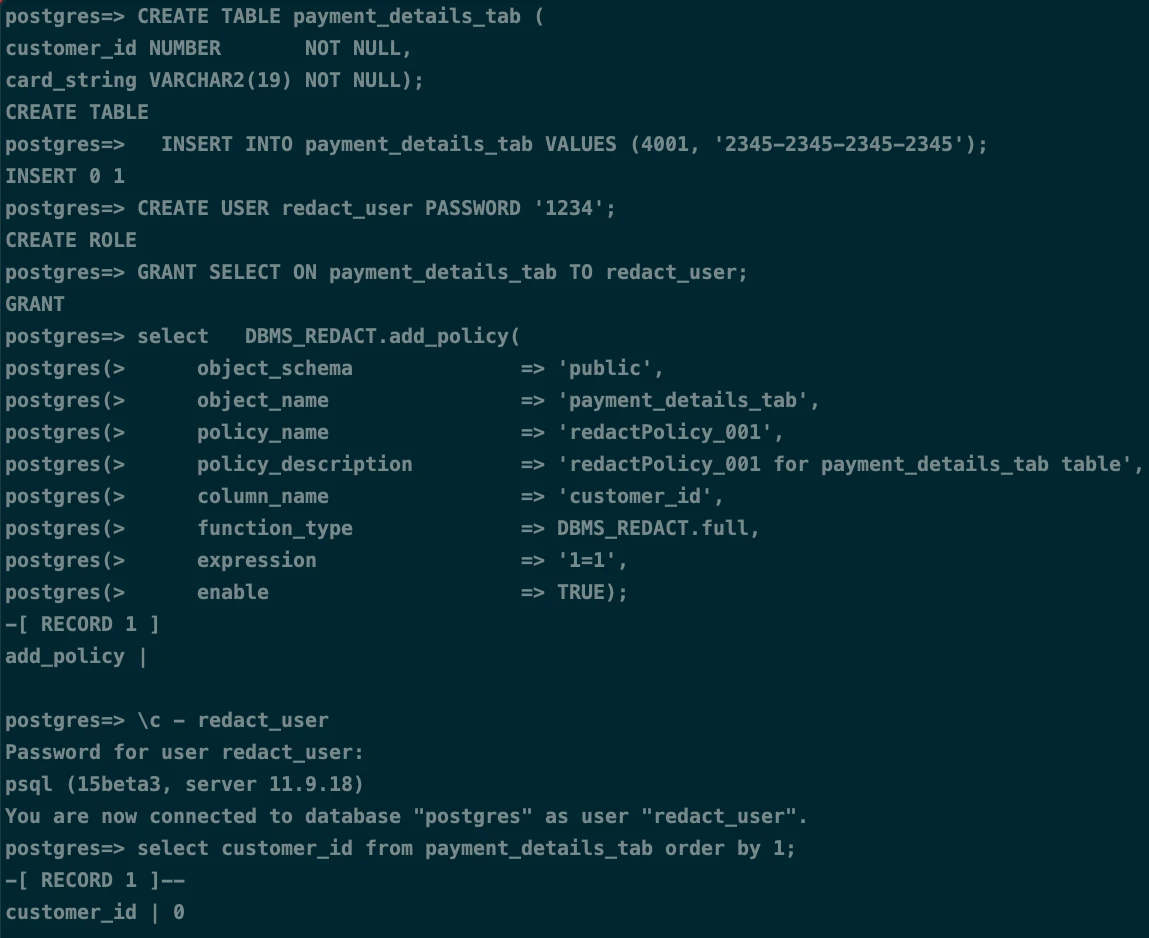 postgres=> CREATE TABLE payment_details_tab (
customer_id NUMBER       NOT NULL,
card_string VARCHAR2(19) NOT NULL);
CREATE TABLE
postgres=>   INSERT INTO payment_details_tab VALUES (4001, '2345-2345-2345-2345');
INSERT 0 1
postgres=> CREATE USER redact_user PASSWORD '1234';
CREATE ROLE
postgres=> GRANT SELECT ON payment_details_tab TO redact_user;
GRANT
postgres=> select   DBMS_REDACT.add_policy(
postgres(>      object_schema              => 'public',
postgres(>      object_name                => 'payment_details_tab',
postgres(>      policy_name                => 'redactPolicy_001',
postgres(>      policy_description         => 'redactPolicy_001 for payment_details_tab table',
postgres(>      column_name                => 'customer_id',
postgres(>      function_type              => DBMS_REDACT.full,
postgres(>      expression                 => '1=1',
postgres(>      enable                     => TRUE);
-[ RECORD 1 ]
add_policy |

postgres=> \c - redact_user
Password for user redact_user:
psql (15beta3, server 11.9.18)
You are now connected to database "postgres" as user "redact_user".
postgres=> select customer_id from payment_details_tab order by 1;
-[ RECORD 1 ]--
customer_id | 0